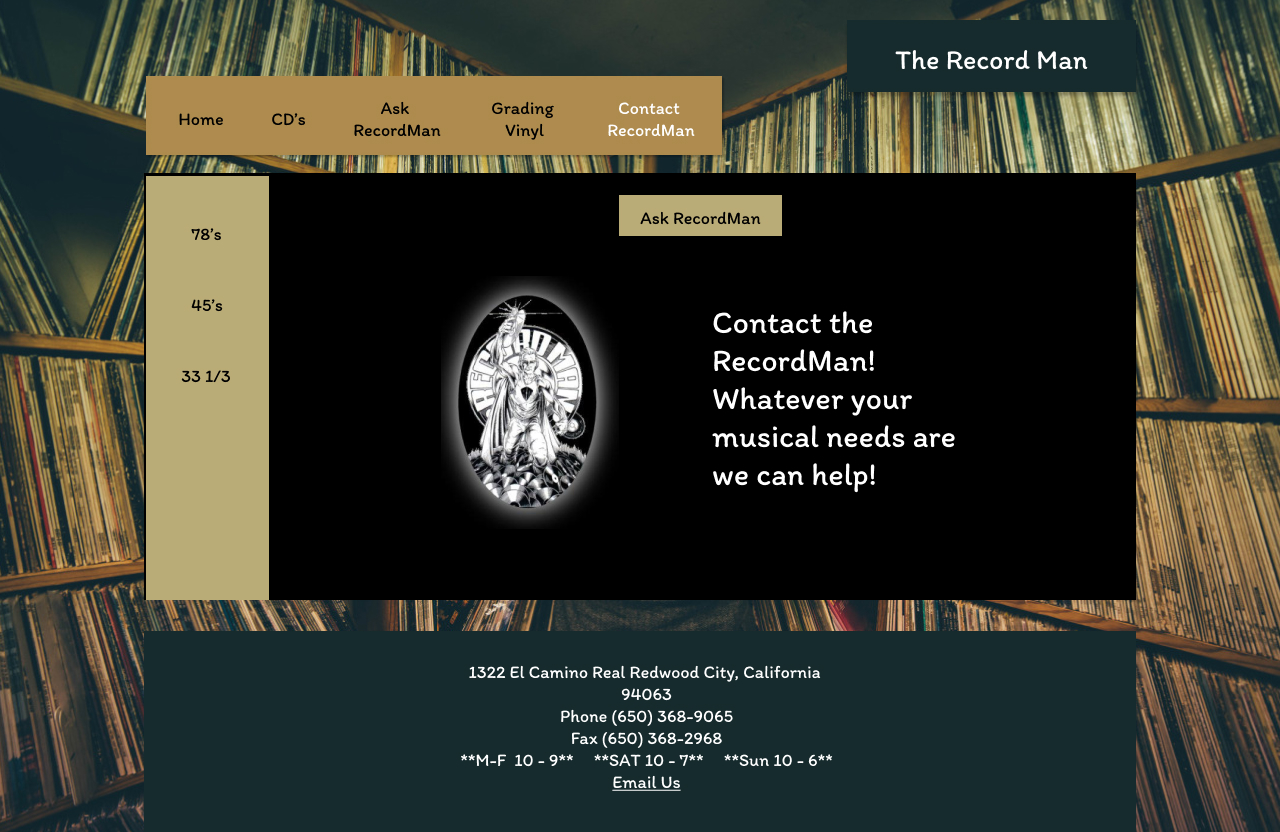 The Record Man
Home
CD's
Ask
RecordMan
Grading
Vinyl
Contact
RecordMan
78's
45's
33 1/3
Ask RecordMan
RECORD MAN
Contact the
RecordMan!
Whatever your
musical needs are
we can help!
1322 El Camino Real Redwood City, California
94063
Phone (650) 368-9065
Fax (650) 368-2968
**M-F  10 - 9**    **SAT 10 - 7**    **Sun 10 - 6**
Email Us